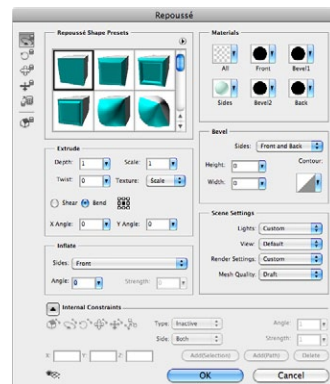 Repoussé
Repoussé Shape Presets
Materials
All
Front
Bevel1
Sides
Bevel2
Back
Extrude
Depth: 1
Scale: 1
Twist: 0
Texture: Scale
Shear
Bend
X Angle: 0
Y Angle: 0
Bevel
Sides: Front and Back
Height: 0
Contour:
Width: 0
Scene Settings
Lights: Custom
View: Default
Render Settings: Custom
Mesh Quality: Draft
Inflate
Sides: Front
Angle: 0
Strength:
Internal Constraints
Type: Inactive
Angle:
Side: Both
Strength:
X:
Y:
Z:
Add(Selection)
Add(Path)
Delete
OK
Cancel